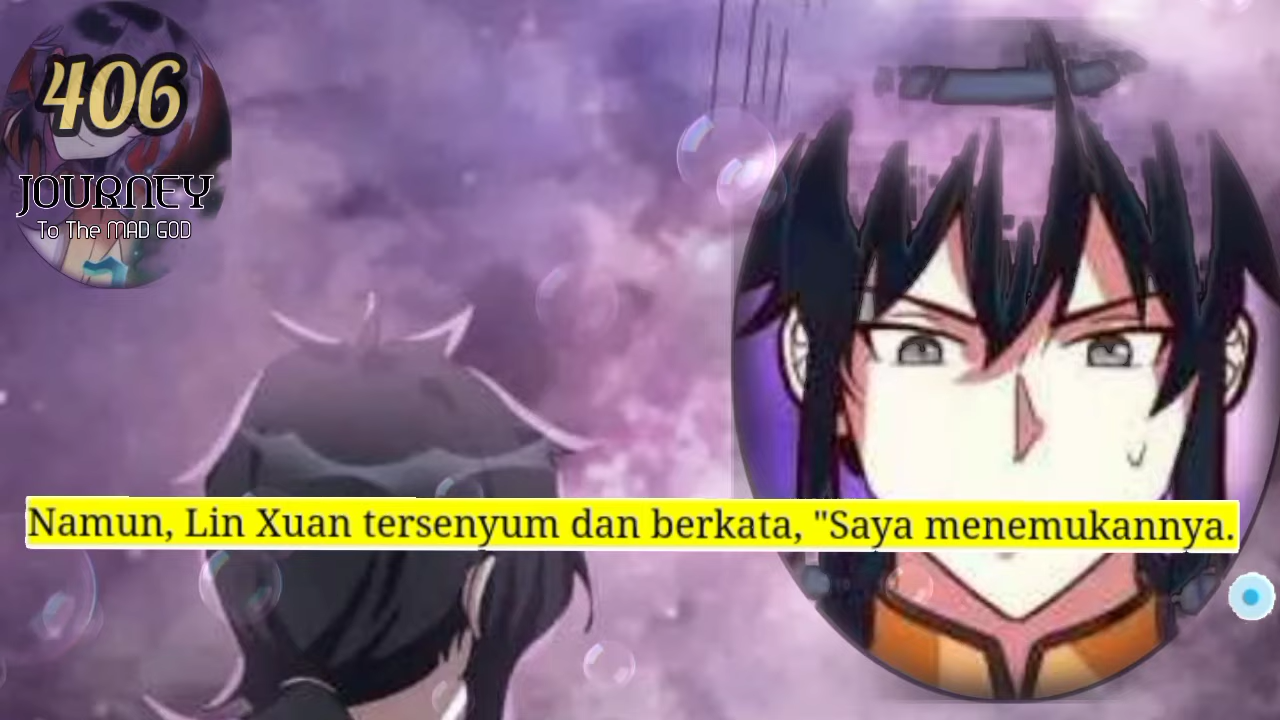 406
JOURNEY
To The MAD GOD
Namun, Lin Xuan tersenyum dan berkata, "Saya menemukannya.